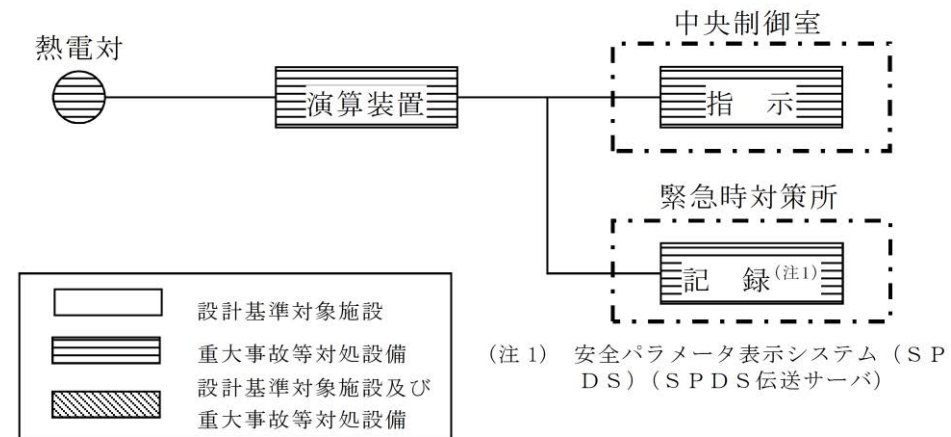 中央制御室
熱電対
演算装置
指　示
緊急時対策所
記　録(注1)
設計基準対象施設
重大事故等対処設備
設計基準対象施設及び
重大事故等対処設備
(注1)　安全パラメータ表示システム（ＳＰ
ＤＳ）（ＳＰＤＳ伝送サーバ）